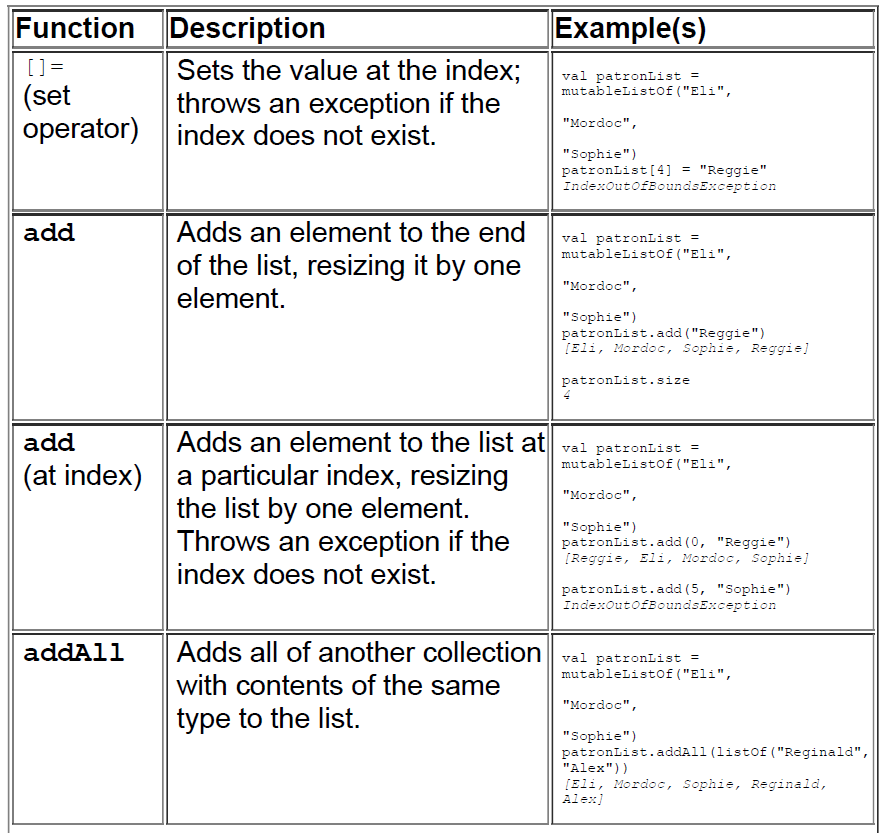 Function Description Example(s)
[]=
(set
operator)
Sets the value at the index;
throws an exception if the
index does not exist.
val patronList =
mutableListOf("Eli",
"Mordoc",
"Sophie")
patronList[4] = "Reggie"
IndexOutOfBoundsException
add
Adds an element to the end
of the list, resizing it by one
element.
val patronList =
mutableListOf("Eli",
"Mordoc",
"Sophie")
patronList.add("Reggie")
[Eli, Mordoc, Sophie, Reggie]
patronList.size
4
add
(at index)
Adds an element to the list at
a particular index, resizing
the list by one element.
Throws an exception if the
index does not exist.
val patronList =
mutableListOf("Eli",
"Mordoc",
"Sophie")
patronList.add(0, "Reggie")
[Reggie, Eli, Mordoc, Sophie]
patronList.add(5, "Sophie")
IndexOutOfBoundsException
addAll
Adds all of another collection
with contents of the same
type to the list.
val patronList =
mutableListOf("Eli",
"Mordoc",
"Sophie")
patronList.addAll(listOf("Reginald",
"Alex"))
[Eli, Mordoc, Sophie, Reginald,
Alex]